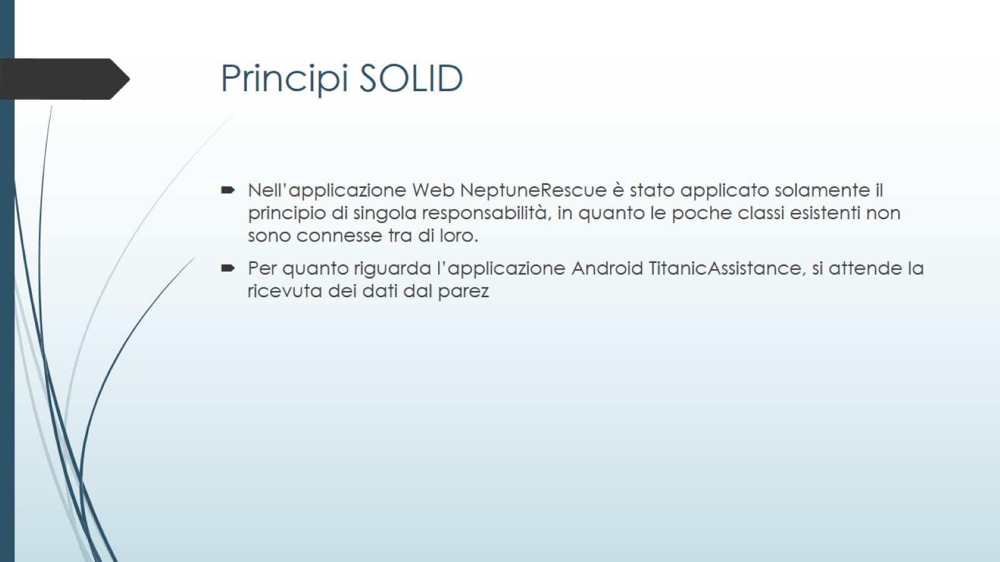 Principi SOLID
Nell’applicazione Web NeptuneRescue è stato applicato solamente il
principio di singola responsabilità, in quanto le poche classi esistenti non
sono connesse tra di loro.
Per quanto riguarda l’applicazione Android TitanicAssistance, si attende la
ricevuta dei dati dal parez